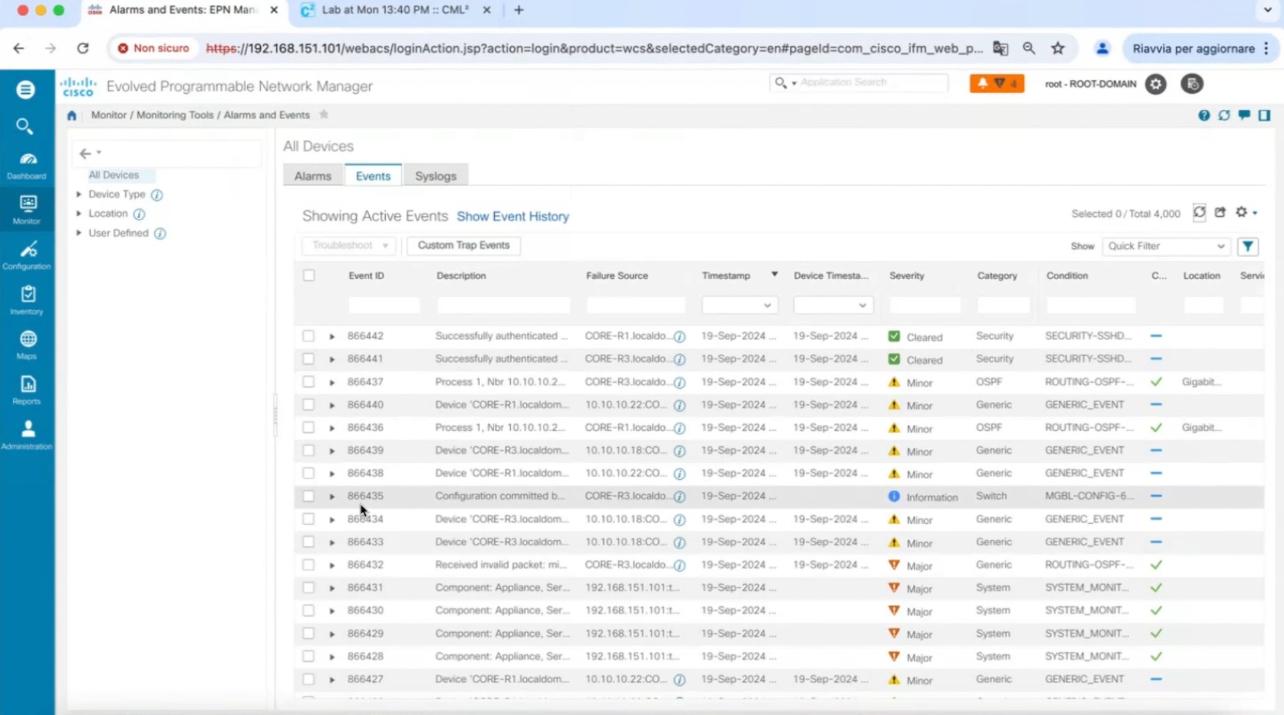 Alarms and Events: EPN Man
Lab at Mon 13:40 PM :: CML²
Non sicuro https://192.168.151.101/webacs/loginAction.jsp?action=login&product=wcs&selectedCategory=en#pageId=com_cisco_ifm_web_p... Riavvia per aggiornare
cisco Evolved Programmable Network Manager Application Search 4 root - ROOT-DOMAIN
Monitor / Monitoring Tools / Alarms and Events
Dashboard
Monitor
Configuration
Inventory
Maps
Reports
Administration
All Devices
Device Type
Location
User Defined
All Devices
Alarms Events Syslogs
Showing Active Events Show Event History Selected 0 / Total 4,000
Troubleshoot Custom Trap Events Show Quick Filter
Event ID Description Failure Source Timestamp Device Timesta... Severity Category Condition C... Location Servi
866442 Successfully authenticated ... CORE-R1.localdo... 19-Sep-2024 ... 19-Sep-2024 ... Cleared Security SECURITY-SSHD...
866441 Successfully authenticated ... CORE-R3.localdo... 19-Sep-2024 ... 19-Sep-2024 ... Cleared Security SECURITY-SSHD...
866437 Process 1, Nbr 10.10.10.2... CORE-R3.localdo... 19-Sep-2024 ... 19-Sep-2024 ... Minor OSPF ROUTING-OSPF-... Gigabit...
866440 Device 'CORE-R1.localdom... 10.10.10.22:CO... 19-Sep-2024 ... 19-Sep-2024 ... Minor Generic GENERIC_EVENT
866436 Process 1, Nbr 10.10.10.2... CORE-R1.localdo... 19-Sep-2024 ... 19-Sep-2024 ... Minor OSPF ROUTING-OSPF-... Gigabit...
866439 Device 'CORE-R3.localdom... 10.10.10.18:CO... 19-Sep-2024 ... 19-Sep-2024 ... Minor Generic GENERIC_EVENT
866438 Device 'CORE-R1.localdom... 10.10.10.22:CO... 19-Sep-2024 ... 19-Sep-2024 ... Minor Generic GENERIC_EVENT
866435 Configuration committed b... CORE-R3.localdo... 19-Sep-2024 ... Information Switch MGBL-CONFIG-6...
866434 Device 'CORE-R3.localdom... 10.10.10.18:CO... 19-Sep-2024 ... 19-Sep-2024 ... Minor Generic GENERIC_EVENT
866433 Device 'CORE-R3.localdom... 10.10.10.18:CO... 19-Sep-2024 ... 19-Sep-2024 ... Minor Generic GENERIC_EVENT
866432 Received invalid packet: mi... CORE-R3.localdo... 19-Sep-2024 ... 19-Sep-2024 ... Major Generic ROUTING-OSPF-...
866431 Component: Appliance, Ser... 192.168.151.101:t... 19-Sep-2024 ... Major System SYSTEM_MONIT...
866430 Component: Appliance, Ser... 192.168.151.101:t... 19-Sep-2024 ... Major System SYSTEM_MONIT...
866429 Component: Appliance, Ser... 192.168.151.101:t... 19-Sep-2024 ... Major System SYSTEM_MONIT...
866428 Component: Appliance, Ser... 192.168.151.101:t... 19-Sep-2024 ... Major System SYSTEM_MONIT...
866427 Device 'CORE-R1.localdom... 10.10.10.22:CO... 19-Sep-2024 ... 19-Sep-2024 ... Minor Generic GENERIC_EVENT